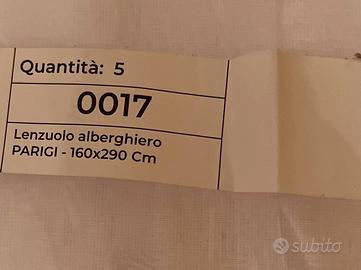 Quantità: 5
0017
Lenzuolo alberghiero
PARIGI - 160x290 Cm
subito